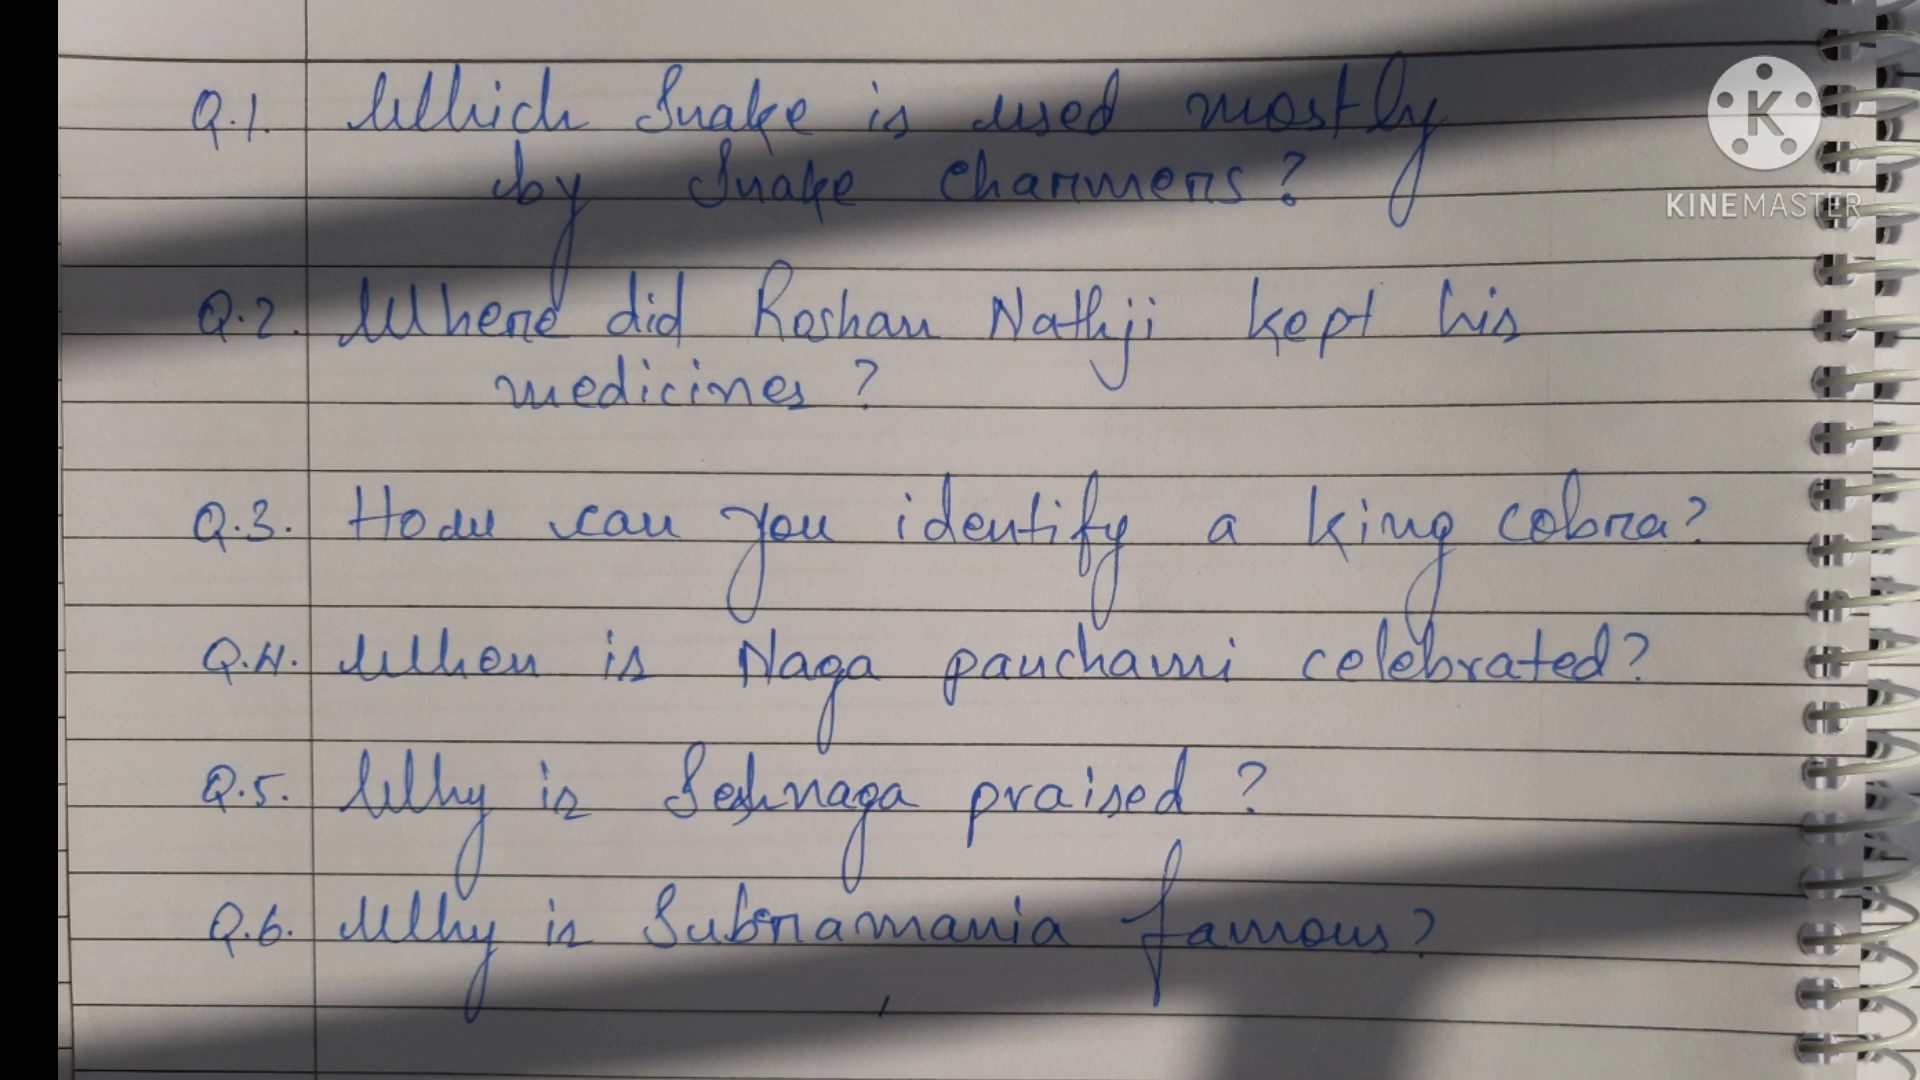 Q.1. Which Snake is used mostly
by Snake charmers?
Q.2. Where did Roshan Nathji kept his
medicines?
Q.3. How can you identify a king cobra?
Q.4. When is Naga panchami celebrated?
Q.5. Why is Seshnaga praised?
Q.6. Why is Subramania famous?
K
KINEMASTER